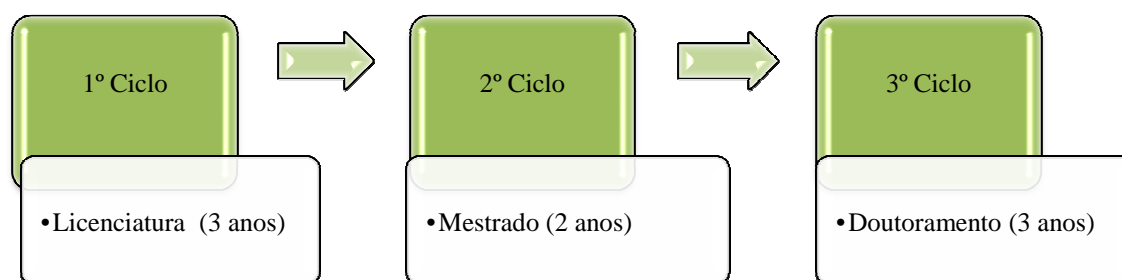 1º Ciclo
•Licenciatura (3 anos)
2º Ciclo
•Mestrado (2 anos)
3º Ciclo
•Doutoramento (3 anos)